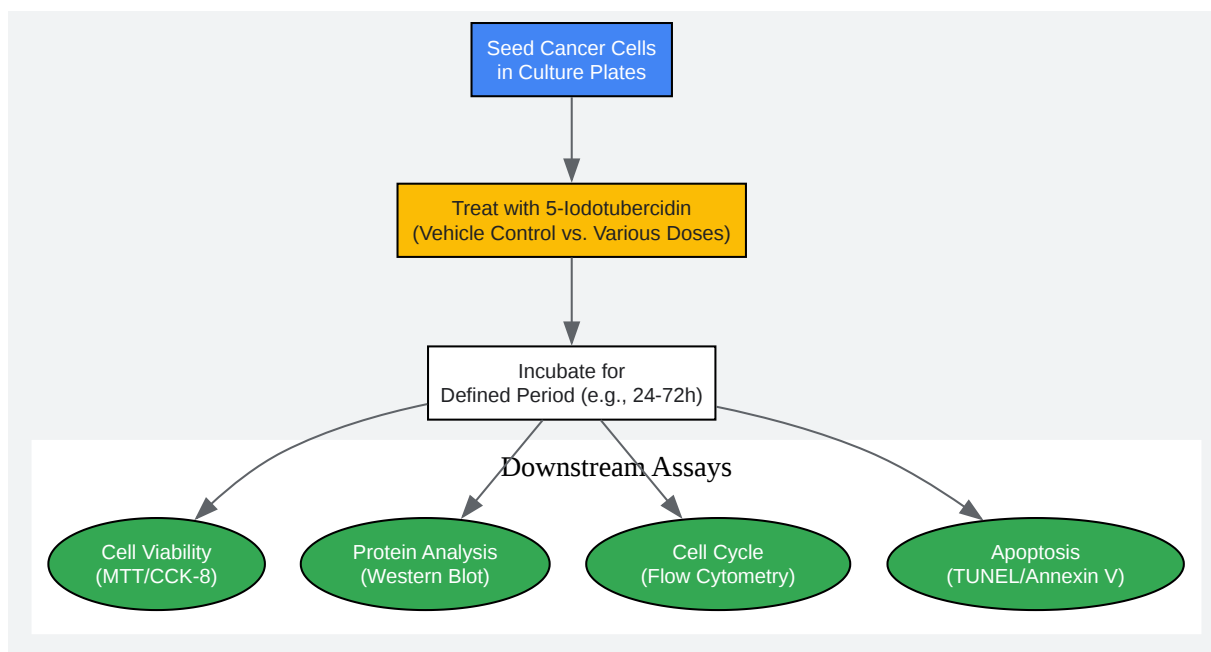 Seed Cancer Cells
in Culture Plates
Treat with 5-Iodotubercidin
(Vehicle Control vs. Various Doses)
Incubate for
Defined Period (e.g., 24-72h)
Downstream Assays
Cell Viability
(MTT/CCK-8)
Protein Analysis
(Western Blot)
Cell Cycle
(Flow Cytometry)
Apoptosis
(TUNEL/Annexin V)